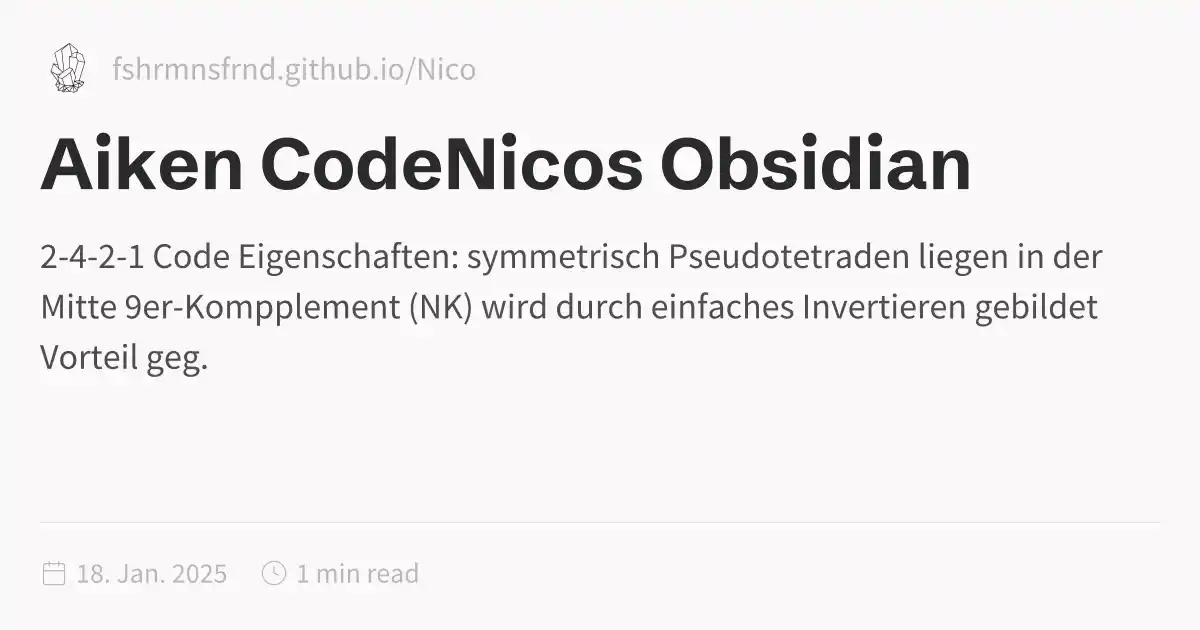 fshrmnsfrnd.github.io/Nico
Aiken CodeNicos Obsidian
2-4-2-1 Code Eigenschaften: symmetrisch Pseudotetraden liegen in der
Mitte 9er-Kompplement (NK) wird durch einfaches Invertieren gebildet
Vorteil geg.
18. Jan. 2025 1 min read